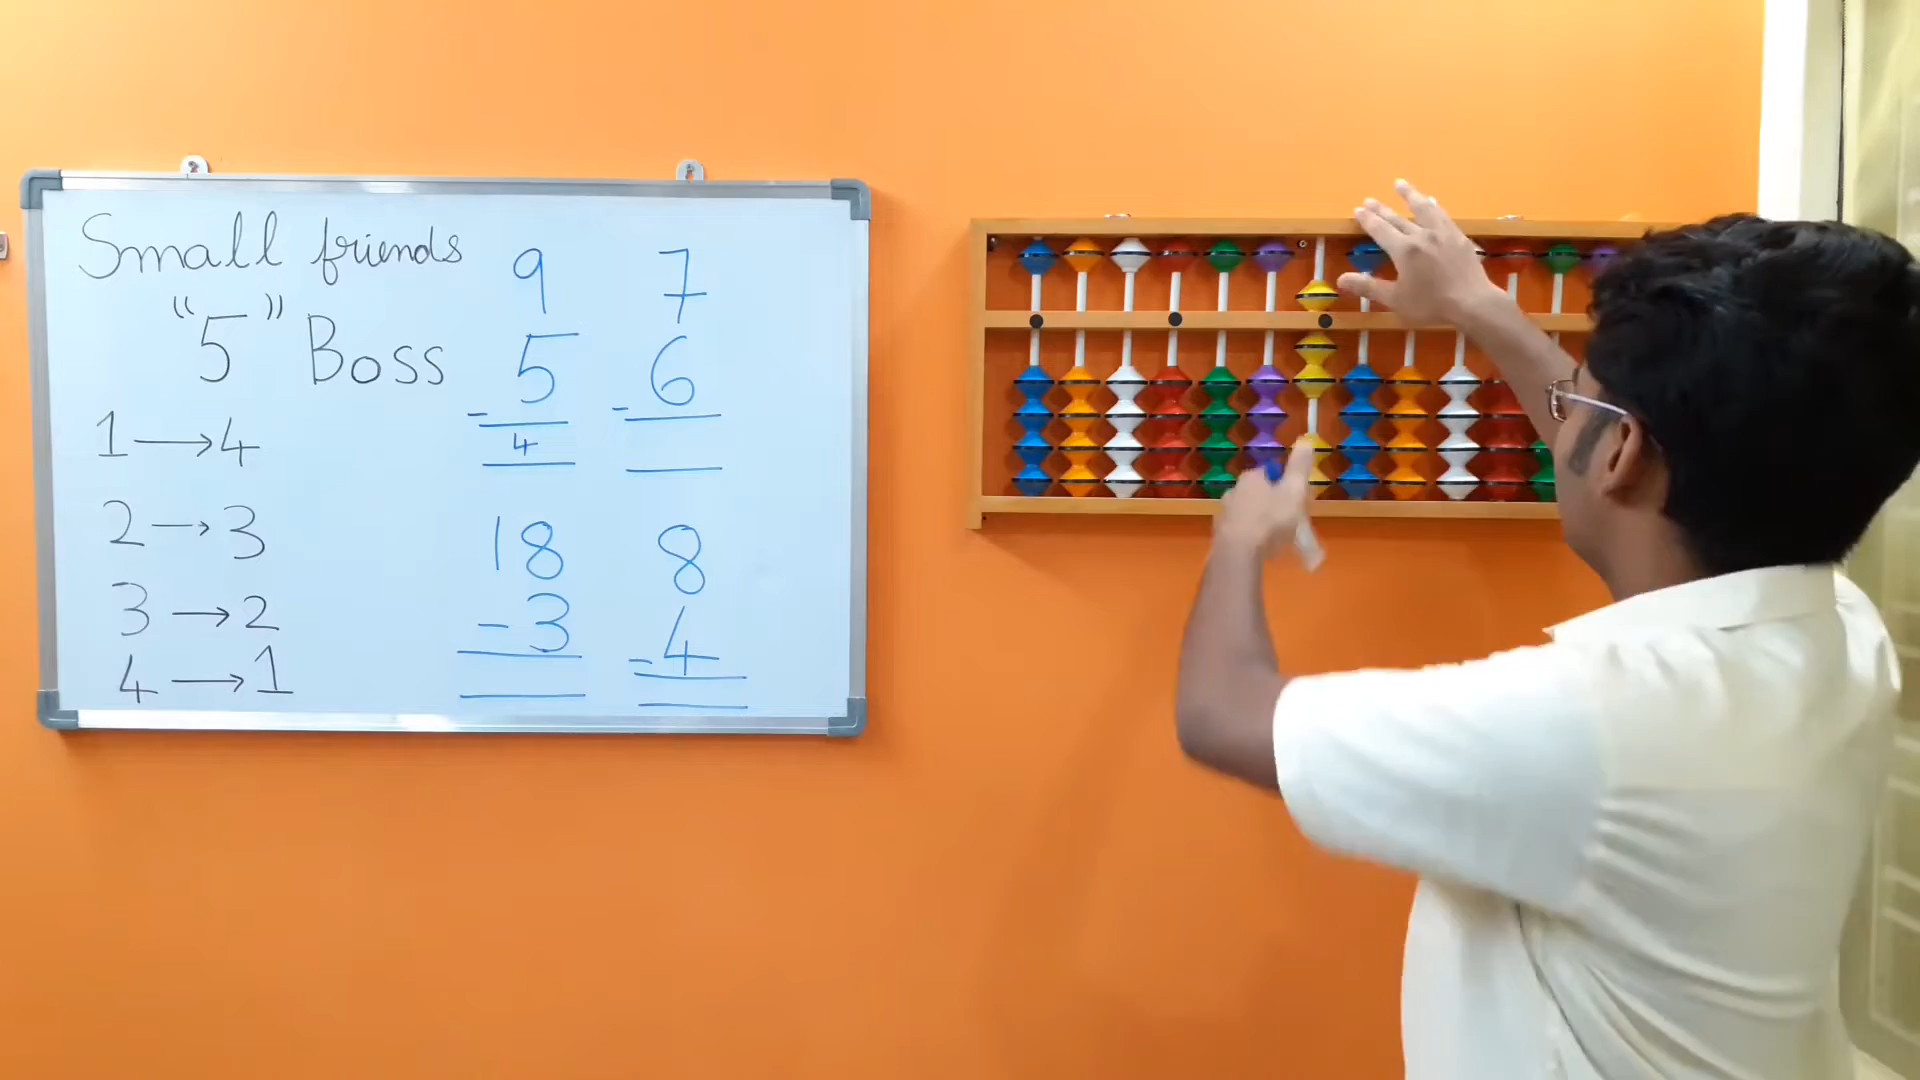 Small friends
"5" Boss
1 → 4
2 → 3
3 → 2
4 → 1
9
5
-
4
7
6
-
18
- 3
8
- 4